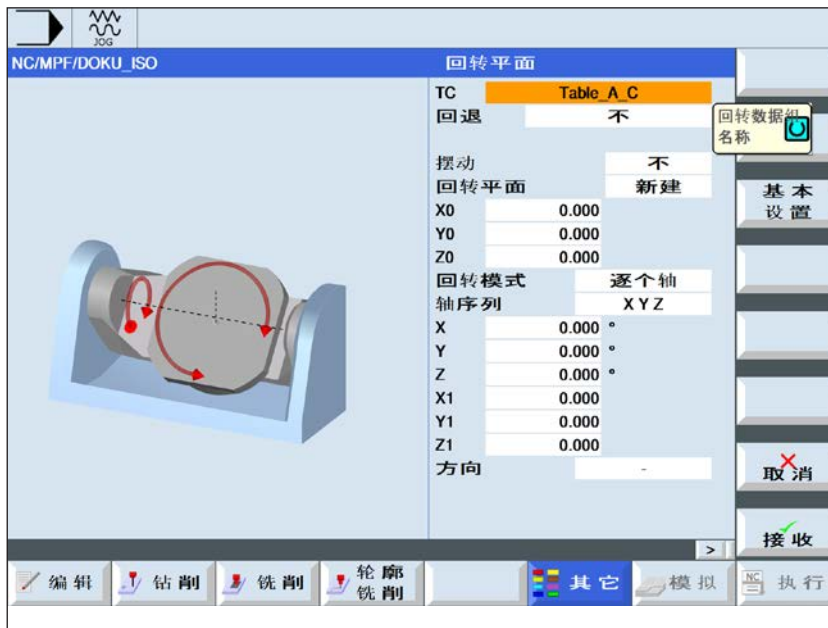 JOG
NC/MPF/DOKU_ISO
回转平面
TC Table_A_C
回退 不
回转数据组
名称
摆动 不
回转平面 新建
基本
设置
X0 0.000
Y0 0.000
Z0 0.000
回转模式 逐个轴
轴序列 X Y Z
X 0.000 °
Y 0.000 °
Z 0.000 °
X1 0.000
Y1 0.000
Z1 0.000
方向 -
取消
接收
>
编辑 钻削 铣削 轮廓
铣削 其它 模拟 NC 执行